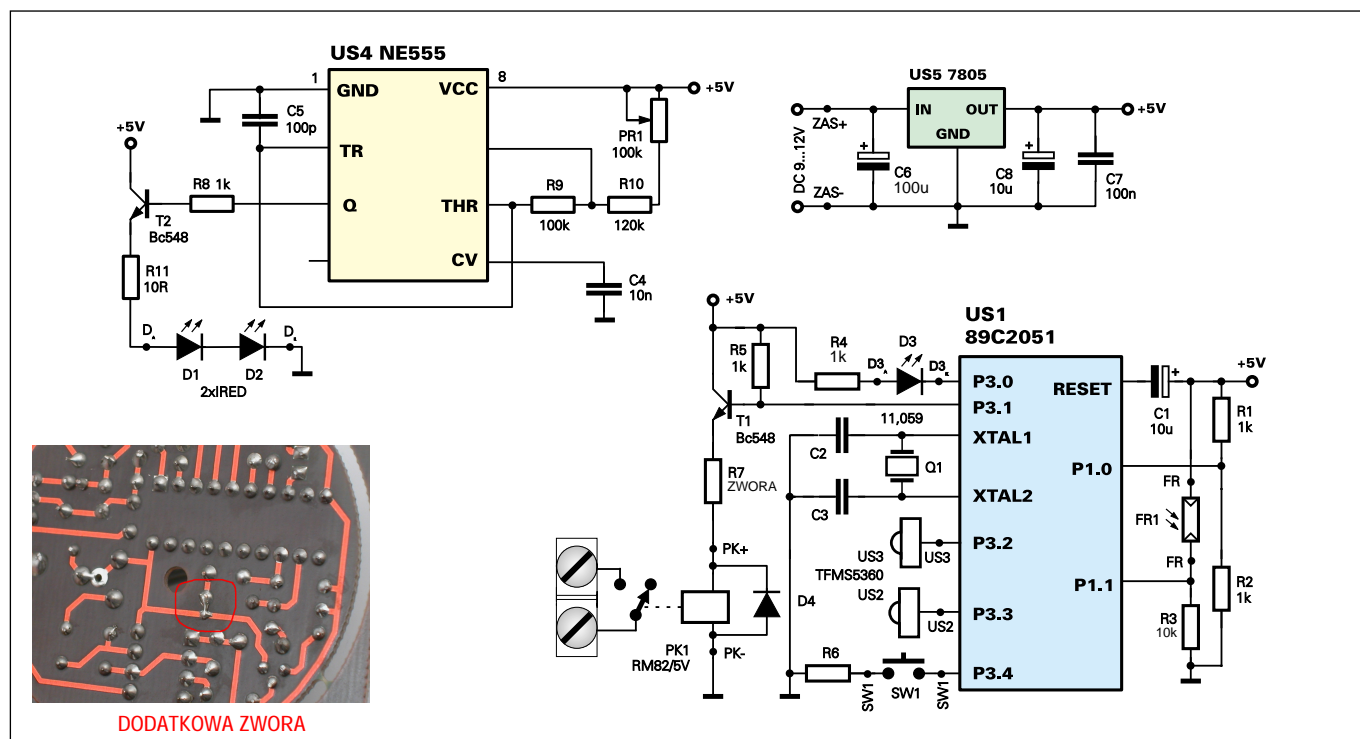 US4 NE555
1
GND
VCC
8
+5V
C5
100p
TR
PR1
100k
+5V
R8 1k
Q
THR
R9
100k
R10
120k
T2
Bc548
CV
R11
10R
C4
10n
D A
D K
D1
D2
2xIRED
US5 7805
IN
OUT
GND
+5V
ZAS+
DC 9...12V
ZAS-
C6
100u
C8
10u
C7
100n
+5V
US1
89C2051
R5
1k
R4
1k
D3 A
D3
D3 K
P3.0
RESET
C1
10u
+5V
R1
1k
P3.1
T1
Bc548
11,059
C2
XTAL1
Q1
P1.0
R7
ZWORA
C3
XTAL2
FR
FR1
FR
PK+
US3
TFMS5360
US3
P3.2
P1.1
R2
1k
D4
US2
US2
P3.3
R3
10k
PK1
RM82/5V
PK-
R6
SW1
SW1
SW1
P3.4
DODATKOWA ZWORA